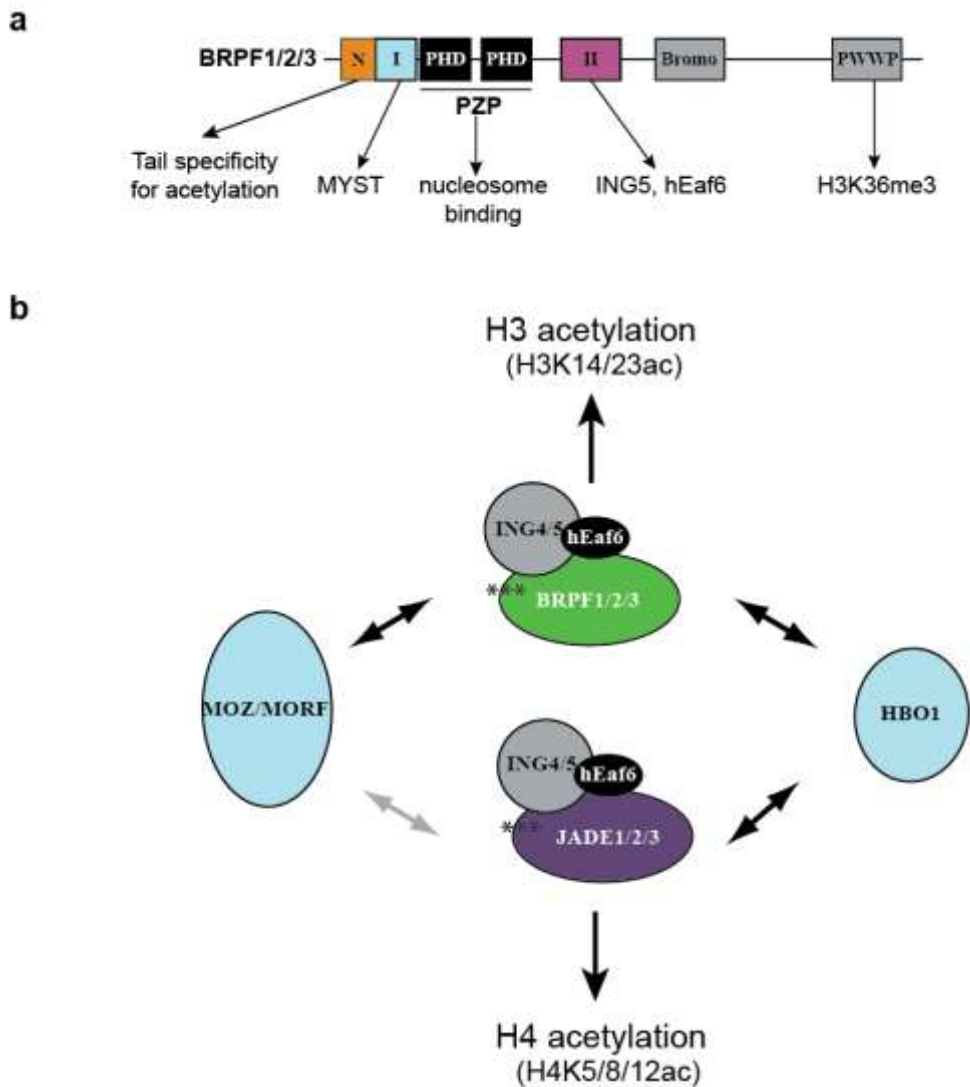 a
BRPF1/2/3 N I PHD PHD II Bromo PWWP
PZP
Tail specificity
for acetylation
MYST
nucleosome
binding
ING5, hEaf6
H3K36me3
b
H3 acetylation
(H3K14/23ac)
ING4/5
hEaf6
***
BRPF1/2/3
MOZ/MORF
HBO1
ING4/5
hEaf6
***
JADE1/2/3
H4 acetylation
(H4K5/8/12ac)